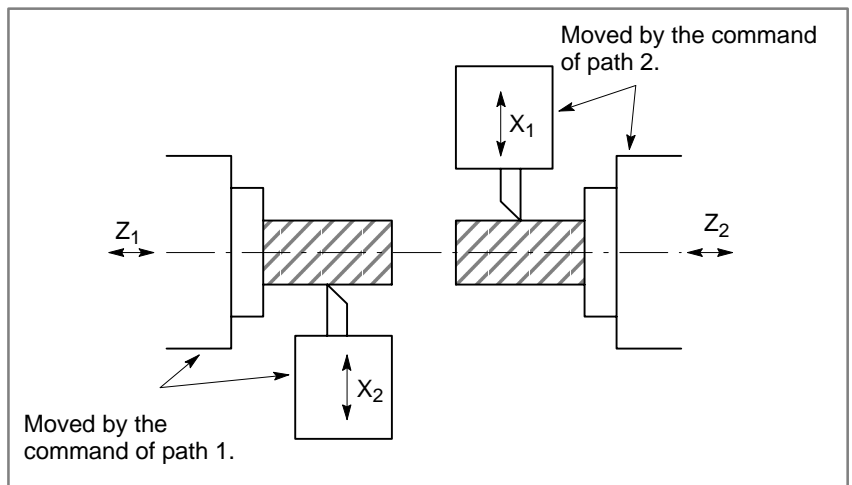 Moved by the command
of path 2.
X₁
Z₁
Z₂
X₂
Moved by the
command of path 1.